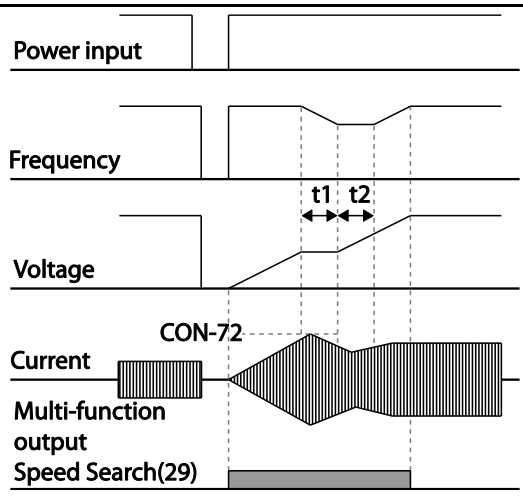 Power input
Frequency
t1 t2
Voltage
CON-72
Current
Multi-function
output
Speed Search(29)